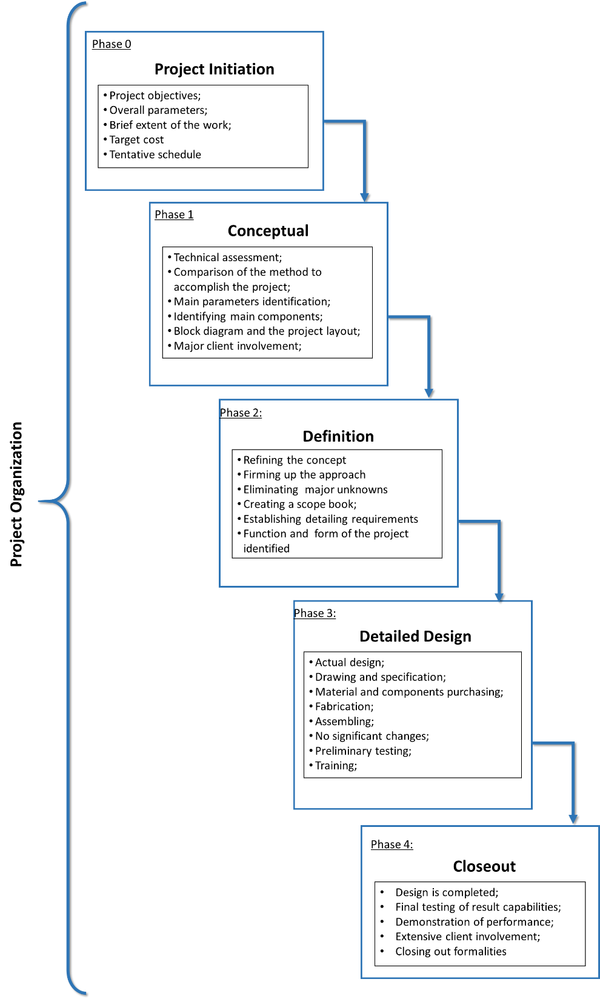 Project Organization
Phase 0
Project Initiation
• Project objectives;
• Overall parameters;
• Brief extent of the work;
• Target cost
• Tentative schedule
Phase 1
Conceptual
• Technical assessment;
• Comparison of the method to
accomplish the project;
• Main parameters identification;
• Identifying main components;
• Block diagram and the project layout;
• Major client involvement;
Phase 2:
Definition
• Refining the concept
• Firming up the approach
• Eliminating major unknowns
• Creating a scope book;
• Establishing detailing requirements
• Function and form of the project
identified
Phase 3:
Detailed Design
• Actual design;
• Drawing and specification;
• Material and components purchasing;
• Fabrication;
• Assembling;
• No significant changes;
• Preliminary testing;
• Training;
Phase 4:
Closeout
• Design is completed;
• Final testing of result capabilities;
• Demonstration of performance;
• Extensive client involvement;
• Closing out formalities